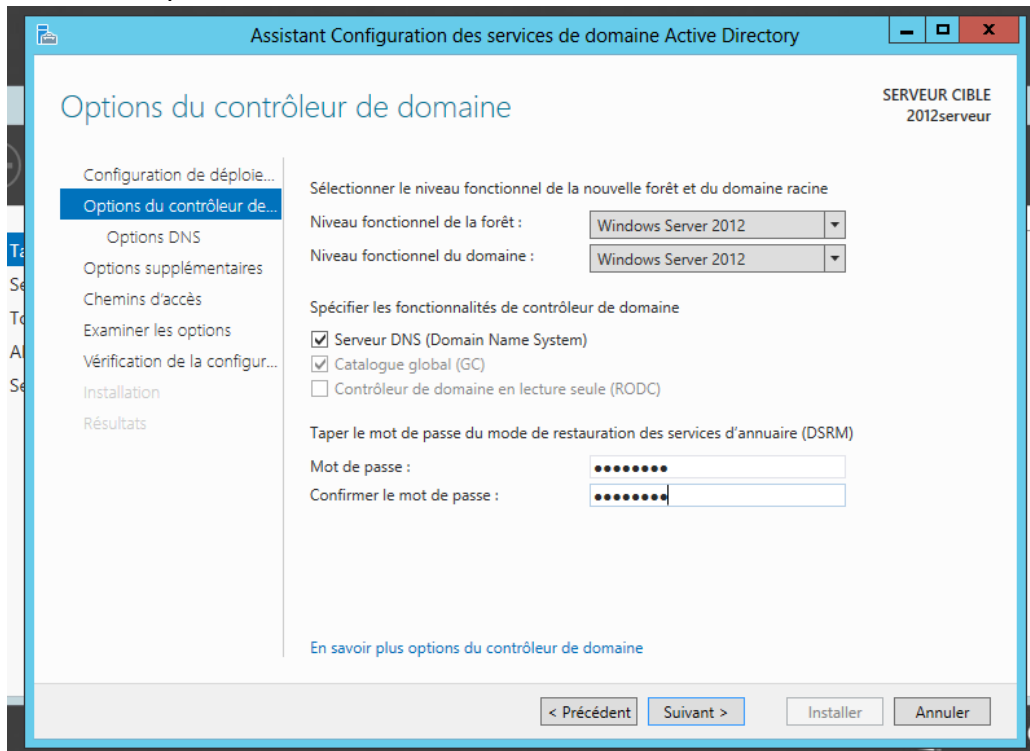 Assistant Configuration des services de domaine Active Directory
Options du contrôleur de domaine
SERVEUR CIBLE
2012serveur
Configuration de déploie...
Options du contrôleur de...
Options DNS
Options supplémentaires
Chemins d'accès
Examiner les options
Vérification de la configur...
Installation
Résultats
Sélectionner le niveau fonctionnel de la nouvelle forêt et du domaine racine
Niveau fonctionnel de la forêt :
Windows Server 2012
Niveau fonctionnel du domaine :
Windows Server 2012
Spécifier les fonctionnalités de contrôleur de domaine
Serveur DNS (Domain Name System)
Catalogue global (GC)
Contrôleur de domaine en lecture seule (RODC)
Taper le mot de passe du mode de restauration des services d'annuaire (DSRM)
Mot de passe :
●●●●●●●●
Confirmer le mot de passe :
●●●●●●●●
En savoir plus options du contrôleur de domaine
< Précédent
Suivant >
Installer
Annuler